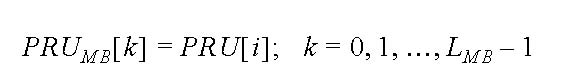 PRU_MB[k] = PRU[i]; k = 0, 1, …, L_MB – 1